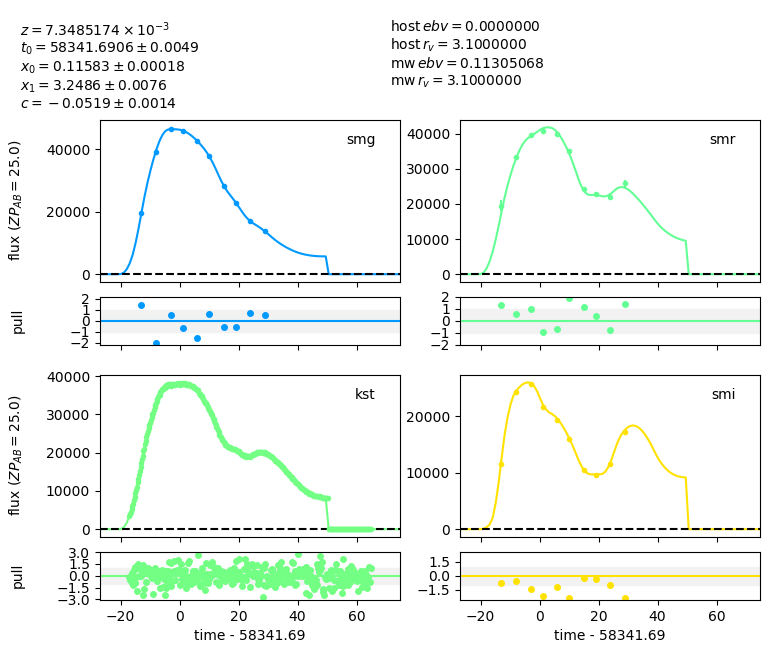 z = 7.3485174 × 10⁻³
t₀ = 58341.6906 ± 0.0049
x₀ = 0.11583 ± 0.00018
x₁ = 3.2486 ± 0.0076
c = −0.0519 ± 0.0014
host ebv = 0.0000000
host r_v = 3.1000000
mw ebv = 0.11305068
mw r_v = 3.1000000
flux (ZP_AB = 25.0)
40000
20000
0
smg
40000
30000
20000
10000
0
smr
pull
2
1
0
−1
−2
2
1
0
−1
−2
flux (ZP_AB = 25.0)
40000
30000
20000
10000
0
kst
20000
10000
0
smi
pull
3.0
1.5
0.0
−1.5
−3.0
1.5
0.0
−1.5
−20 0 20 40 60
time - 58341.69
−20 0 20 40 60
time - 58341.69